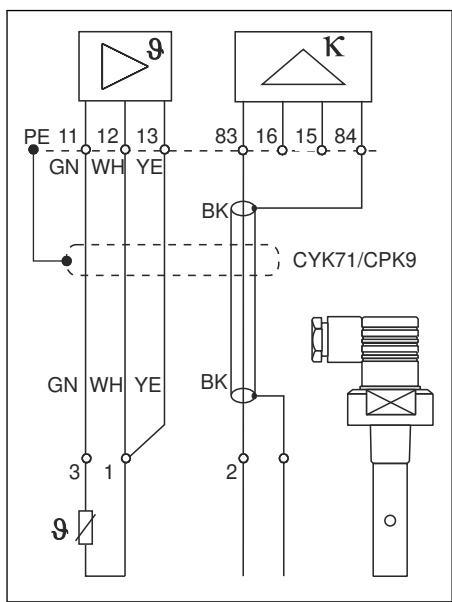 ϑ κ
PE 11 12 13 83 16 15 84
GN WH YE
BK
CYK71/CPK9
GN WH YE BK
3 1 2
ϑ